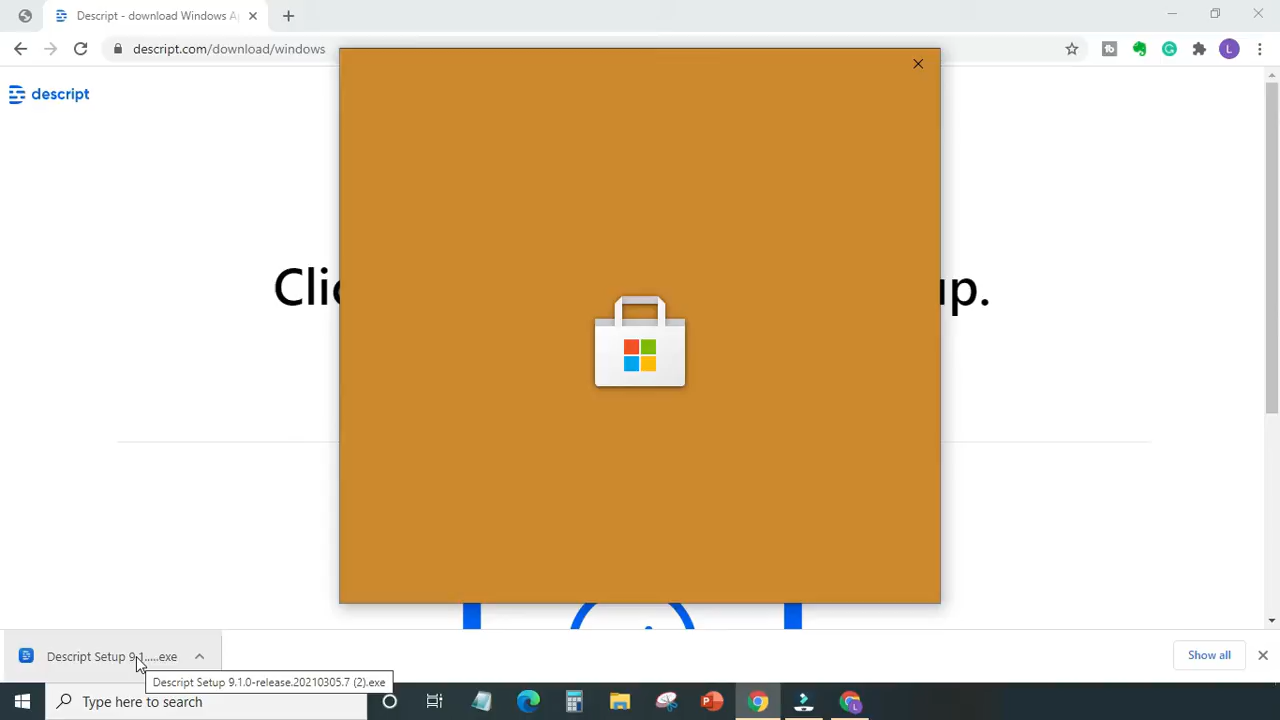 Descript - download Windows A
descript.com/download/windows
L
descript
Clic
up.
Descript Setup 9.1....exe
Descript Setup 9.1.0-release.20210305.7 (2).exe
Show all
Type here to search